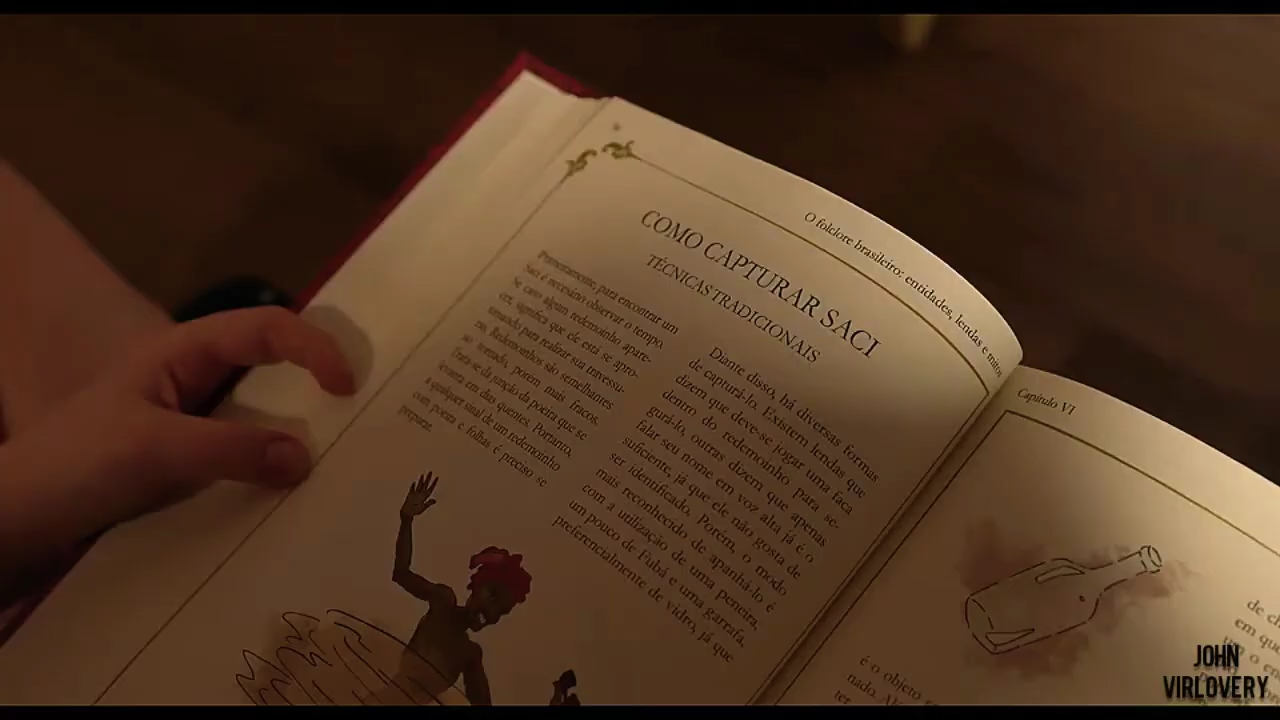 O folclore brasileiro; entidades, lendas e mitos
COMO CAPTURAR SACI
TÉCNICAS TRADICIONAIS
Primeiramente, para encontrar um
Saci é necessário observar o tempo.
Se caso algum redemoinho apare-
cer, significa que ele está se apro-
ximando para realizar sua travessu-
ra. Redemoinhos são semelhantes
ao tornado, porém mais fracos.
Trata-se da junção da poeira que se
levanta em dias quentes. Portanto,
a qualquer sinal de um redemoinho
com poeira e folhas é preciso se
preparar.
Diante disso, há diversas formas
de capturá-lo. Existem lendas que
dizem que deve-se jogar uma faca
dentro do redemoinho para se-
gurá-lo, outras dizem que apenas
falar seu nome em voz alta já é o
suficiente, já que ele não gosta de
ser identificado. Porém, o modo
mais reconhecido de apanhá-lo é
com a utilização de uma peneira,
um pouco de Fubá e uma garrafa,
preferencialmente de vidro, já que
Capítulo VI
é o objeto
nado.
ter
de
em que
o
JOHN
VIRLOVERY